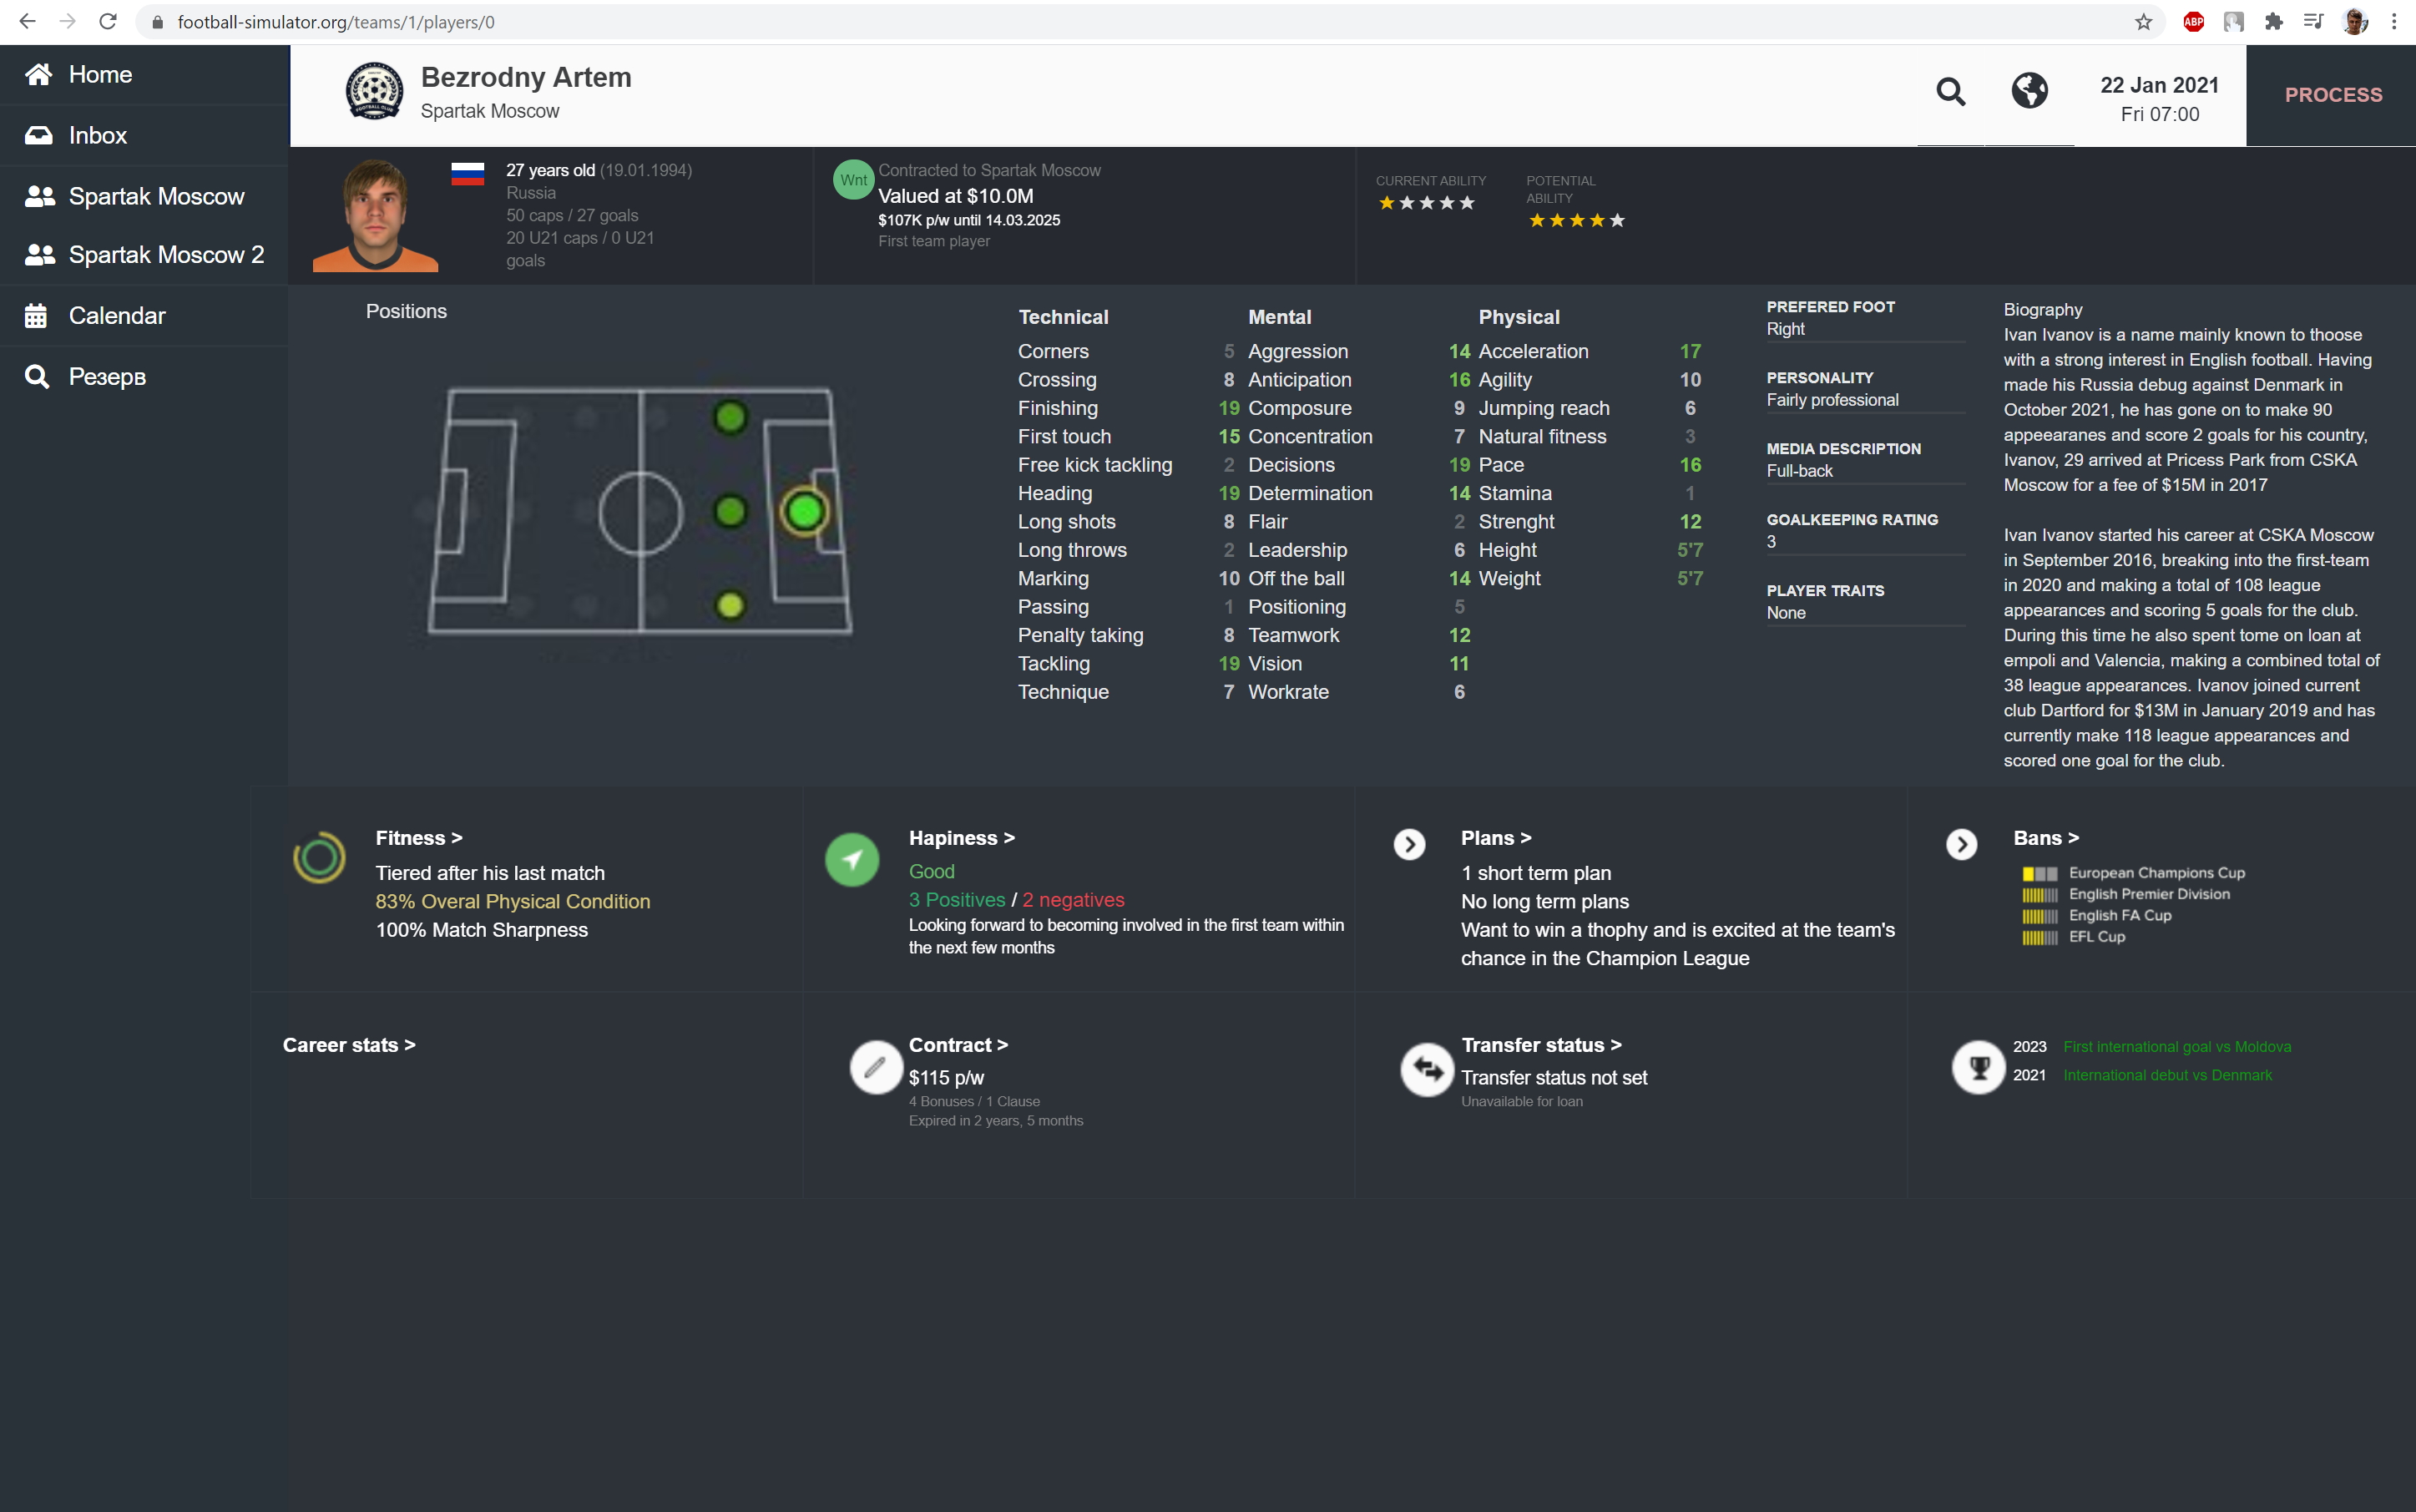 football-simulator.org/teams/1/players/0
ABP
Home
Inbox
Spartak Moscow
Spartak Moscow 2
Calendar
Резерв
FOOTBALL CLUB
Bezrodny Artem
Spartak Moscow
22 Jan 2021
Fri 07:00
PROCESS
27 years old (19.01.1994)
Russia
50 caps / 27 goals
20 U21 caps / 0 U21
goals
Wnt
Contracted to Spartak Moscow
Valued at $10.0M
$107K p/w until 14.03.2025
First team player
CURRENT ABILITY
POTENTIAL
ABILITY
Positions
Technical
Corners 5
Crossing 8
Finishing 19
First touch 15
Free kick tackling 2
Heading 19
Long shots 8
Long throws 2
Marking 10
Passing 1
Penalty taking 8
Tackling 19
Technique 7
Mental
Aggression 14
Anticipation 16
Composure 9
Concentration 7
Decisions 19
Determination 14
Flair 2
Leadership 6
Off the ball 14
Positioning 5
Teamwork 12
Vision 11
Workrate 6
Physical
Acceleration 17
Agility 10
Jumping reach 6
Natural fitness 3
Pace 16
Stamina 1
Strenght 12
Height 5'7
Weight 5'7
PREFERED FOOT
Right
PERSONALITY
Fairly professional
MEDIA DESCRIPTION
Full-back
GOALKEEPING RATING
3
PLAYER TRAITS
None
Biography
Ivan Ivanov is a name mainly known to thoose
with a strong interest in English football. Having
made his Russia debug against Denmark in
October 2021, he has gone on to make 90
appeearanes and score 2 goals for his country,
Ivanov, 29 arrived at Pricess Park from CSKA
Moscow for a fee of $15M in 2017
Ivan Ivanov started his career at CSKA Moscow
in September 2016, breaking into the first-team
in 2020 and making a total of 108 league
appearances and scoring 5 goals for the club.
During this time he also spent tome on loan at
empoli and Valencia, making a combined total of
38 league appearances. Ivanov joined current
club Dartford for $13M in January 2019 and has
currently make 118 league appearances and
scored one goal for the club.
Fitness >
Tiered after his last match
83% Overal Physical Condition
100% Match Sharpness
Hapiness >
Good
3 Positives / 2 negatives
Looking forward to becoming involved in the first team within
the next few months
Plans >
1 short term plan
No long term plans
Want to win a thophy and is excited at the team's
chance in the Champion League
Bans >
European Champions Cup
English Premier Division
English FA Cup
EFL Cup
Career stats >
Contract >
$115 p/w
4 Bonuses / 1 Clause
Expired in 2 years, 5 months
Transfer status >
Transfer status not set
Unavailable for loan
2023 First international goal vs Moldova
2021 International debut vs Denmark